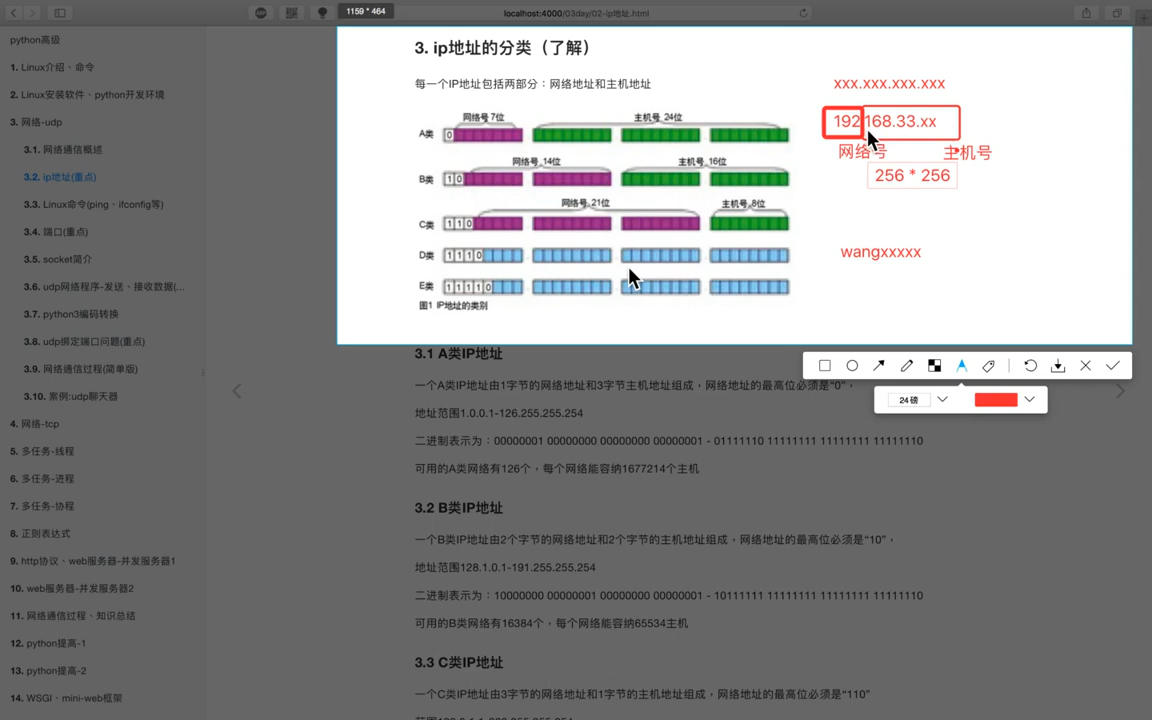 1159 * 464
localhost:4000/03day/02-ip地址.html
python高级
1. Linux介绍、命令
2. Linux安装软件、python开发环境
3. 网络-udp
3.1. 网络通信概述
3.2. ip地址(重点)
3.3. Linux命令(ping、ifconfig等)
3.4. 端口(重点)
3.5. socket简介
3.6. udp网络程序-发送、接收数据(...
3.7. python3编码转换
3.8. udp绑定端口问题(重点)
3.9. 网络通信过程(简单版)
3.10. 案例:udp聊天器
4. 网络-tcp
5. 多任务-线程
6. 多任务-进程
7. 多任务-协程
8. 正则表达式
9. http协议、web服务器-并发服务器1
10. web服务器-并发服务器2
11. 网络通信过程、知识总结
12. python提高-1
13. python提高-2
14. WSGI、mini-web框架
3. ip地址的分类（了解）
每一个IP地址包括两部分：网络地址和主机地址
网络号 7位 主机号 24位
A类 0
网络号 14位 主机号 16位
B类 1 0
网络号 21位 主机号 8位
C类 1 1 0
D类 1 1 1 0
E类 1 1 1 1 0
图1 IP地址的类别
xxx.xxx.xxx.xxx
192 168.33.xx
网络号 主机号
256 * 256
wangxxxxx
24 磅
3.1 A类IP地址
一个A类IP地址由1字节的网络地址和3字节主机地址组成，网络地址的最高位必须是“0”，
地址范围1.0.0.1-126.255.255.254
二进制表示为：00000001 00000000 00000000 00000001 - 01111110 11111111 11111111 11111110
可用的A类网络有126个，每个网络能容纳1677214个主机
3.2 B类IP地址
一个B类IP地址由2个字节的网络地址和2个字节的主机地址组成，网络地址的最高位必须是“10”，
地址范围128.1.0.1-191.255.255.254
二进制表示为：10000000 00000001 00000000 00000001 - 10111111 11111111 11111111 11111110
可用的B类网络有16384个，每个网络能容纳65534主机
3.3 C类IP地址
一个C类IP地址由3字节的网络地址和1字节的主机地址组成，网络地址的最高位必须是“110”